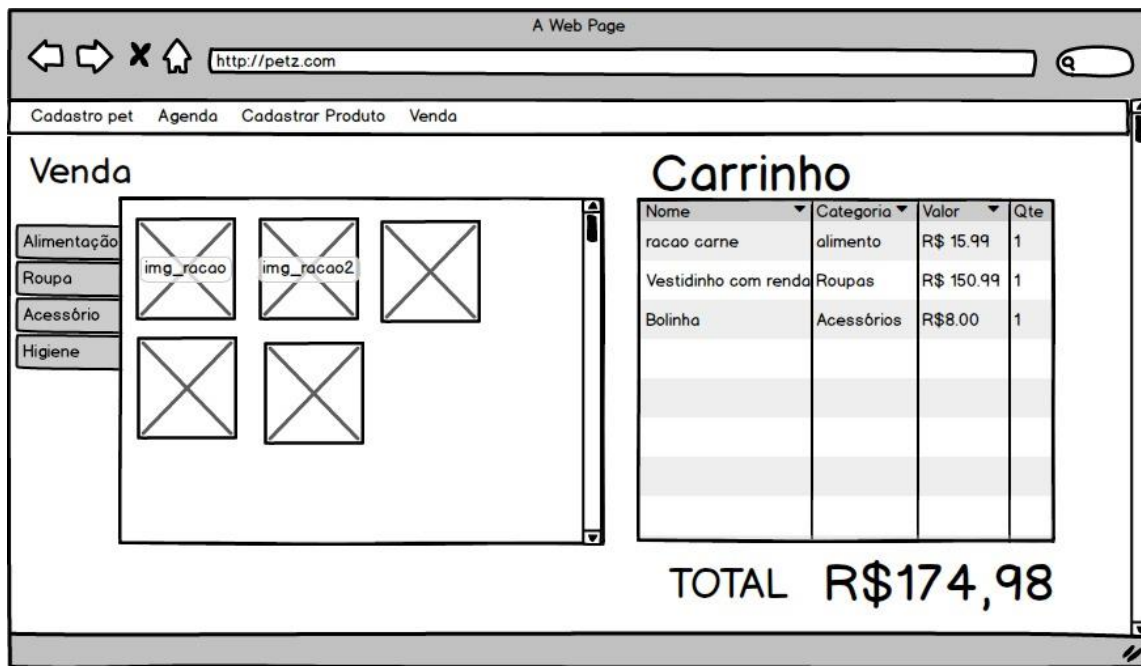 A Web Page
http://petz.com
Cadastro pet Agenda Cadastrar Produto Venda
Venda
Alimentação
Roupa
Acessório
Higiene
img_racao img_racao2
Carrinho
Nome Categoria Valor Qte
racao carne alimento R$ 15.99 1
Vestidinho com renda Roupas R$ 150.99 1
Bolinha Acessórios R$8.00 1
TOTAL R$174,98